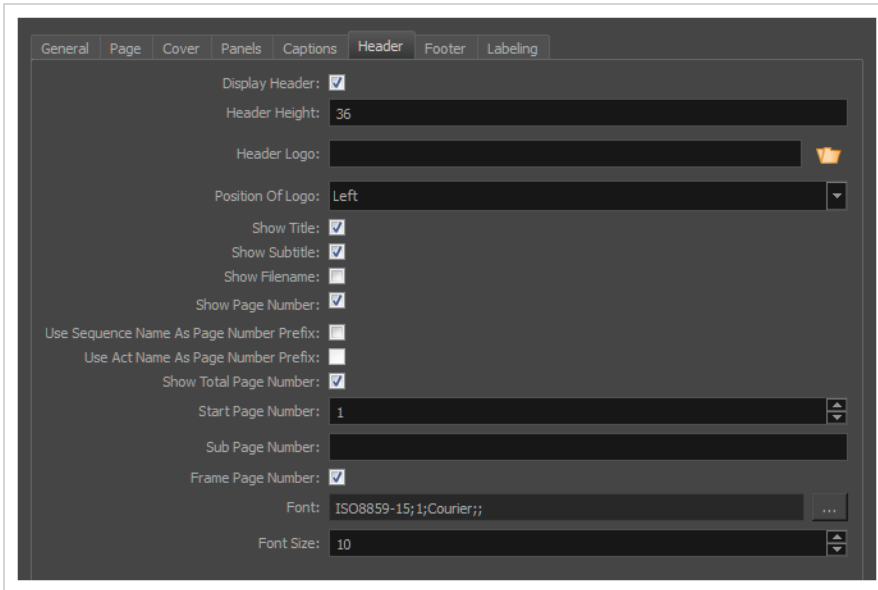 General Page Cover Panels Captions Header Footer Labeling
Display Header:
Header Height: 36
Header Logo:
Position Of Logo: Left
Show Title:
Show Subtitle:
Show Filename:
Show Page Number:
Use Sequence Name As Page Number Prefix:
Use Act Name As Page Number Prefix:
Show Total Page Number:
Start Page Number: 1
Sub Page Number:
Frame Page Number:
Font: ISO8859-15;1;Courier;; ...
Font Size: 10